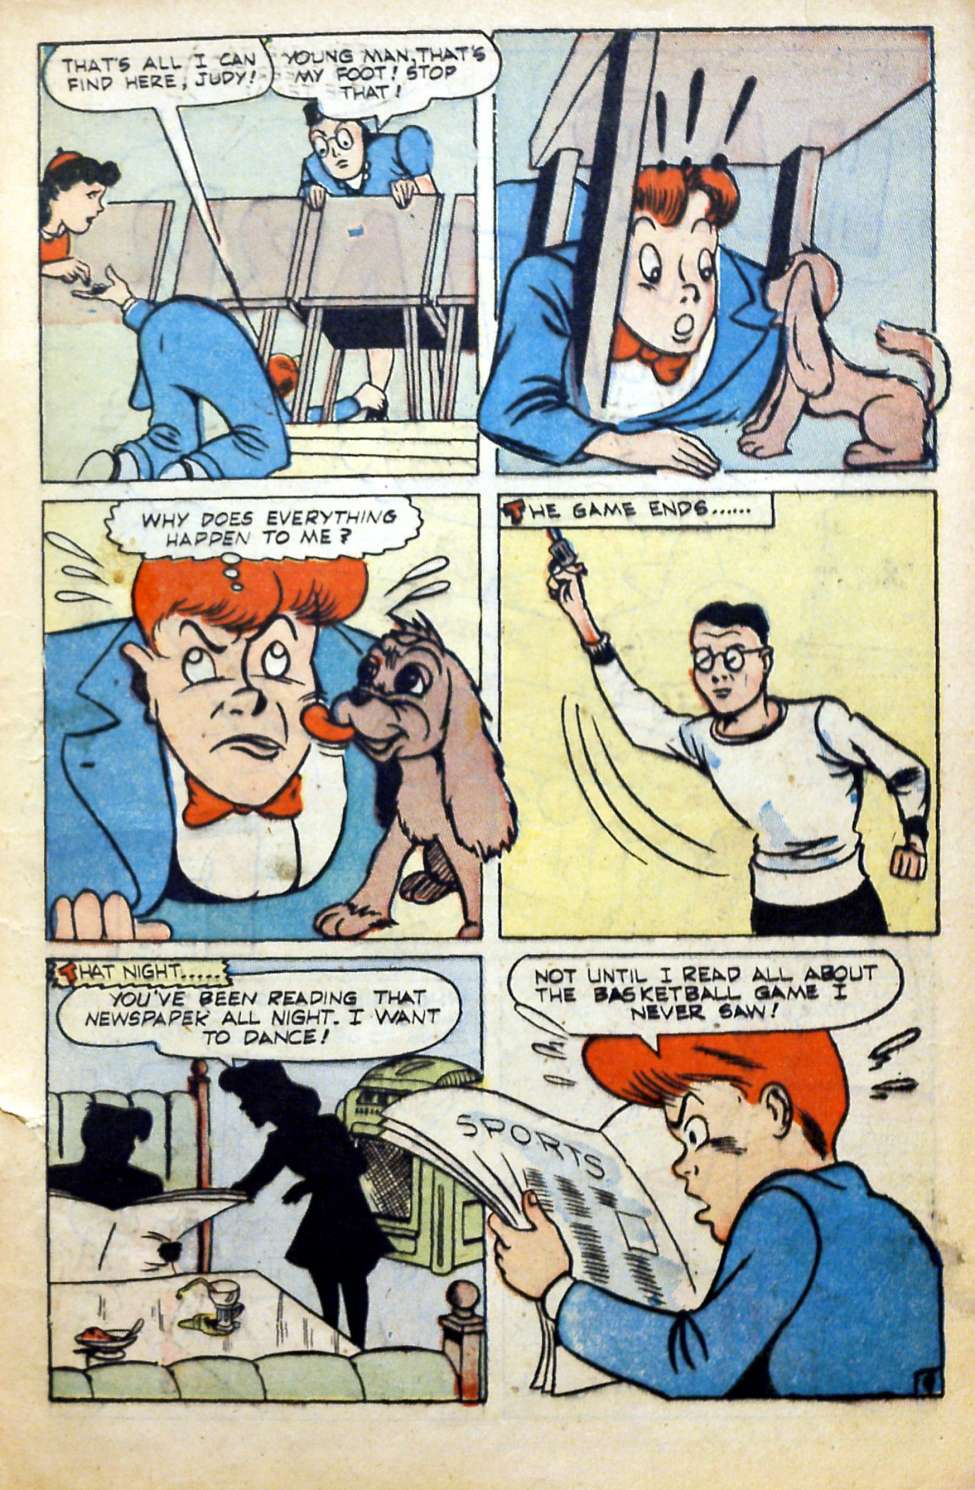 THAT'S ALL I CAN
FIND HERE, JUDY!
YOUNG MAN, THAT'S
MY FOOT! STOP
THAT!
! ! !
WHY DOES EVERYTHING
HAPPEN TO ME?
THE GAME ENDS......
THAT NIGHT.....
YOU'VE BEEN READING THAT
NEWSPAPER ALL NIGHT. I WANT
TO DANCE!
NOT UNTIL I READ ALL ABOUT
THE BASKETBALL GAME I
NEVER SAW!
SPORTS